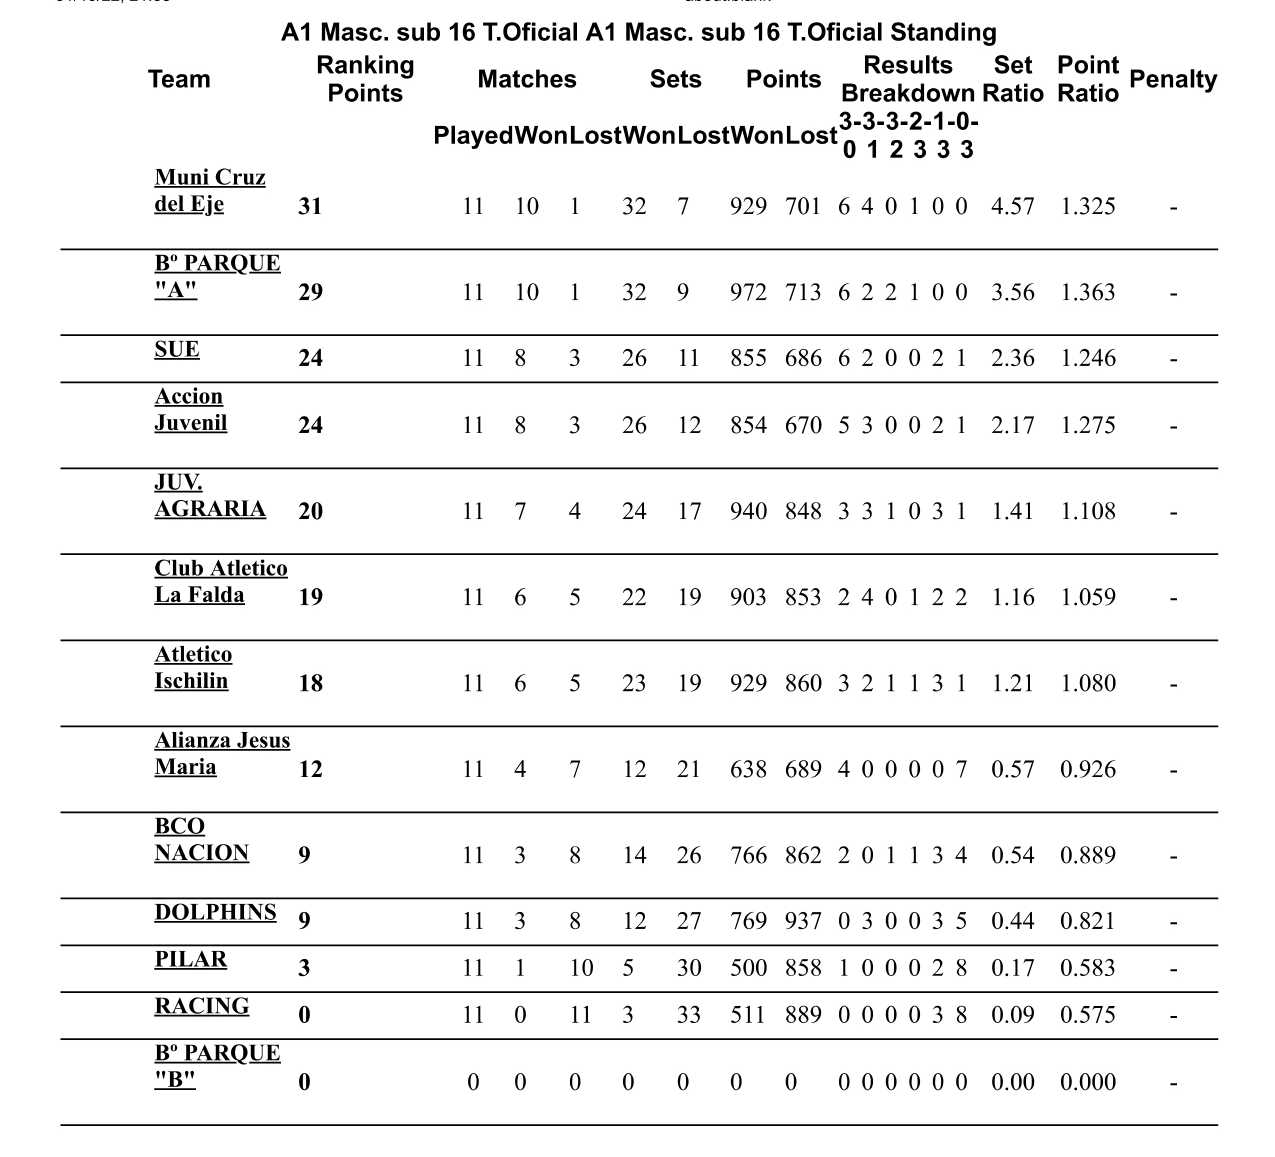 A1 Masc. sub 16 T.Oficial A1 Masc. sub 16 T.Oficial Standing
Team Ranking Points Matches Sets Points Results Breakdown Set Ratio Point Ratio Penalty
Played Won Lost Won Lost Won Lost 3-0 3-1 3-2 2-3 1-3 0-3
Muni Cruz
del Eje 31 11 10 1 32 7 929 701 6 4 0 1 0 0 4.57 1.325 -
Bº PARQUE
"A" 29 11 10 1 32 9 972 713 6 2 2 1 0 0 3.56 1.363 -
SUE 24 11 8 3 26 11 855 686 6 2 0 0 2 1 2.36 1.246 -
Accion
Juvenil 24 11 8 3 26 12 854 670 5 3 0 0 2 1 2.17 1.275 -
JUV.
AGRARIA 20 11 7 4 24 17 940 848 3 3 1 0 3 1 1.41 1.108 -
Club Atletico
La Falda 19 11 6 5 22 19 903 853 2 4 0 1 2 2 1.16 1.059 -
Atletico
Ischilin 18 11 6 5 23 19 929 860 3 2 1 1 3 1 1.21 1.080 -
Alianza Jesus
Maria 12 11 4 7 12 21 638 689 4 0 0 0 0 7 0.57 0.926 -
BCO
NACION 9 11 3 8 14 26 766 862 2 0 1 1 3 4 0.54 0.889 -
DOLPHINS 9 11 3 8 12 27 769 937 0 3 0 0 3 5 0.44 0.821 -
PILAR 3 11 1 10 5 30 500 858 1 0 0 0 2 8 0.17 0.583 -
RACING 0 11 0 11 3 33 511 889 0 0 0 0 3 8 0.09 0.575 -
Bº PARQUE
"B" 0 0 0 0 0 0 0 0 0 0 0 0 0 0 0.00 0.000 -